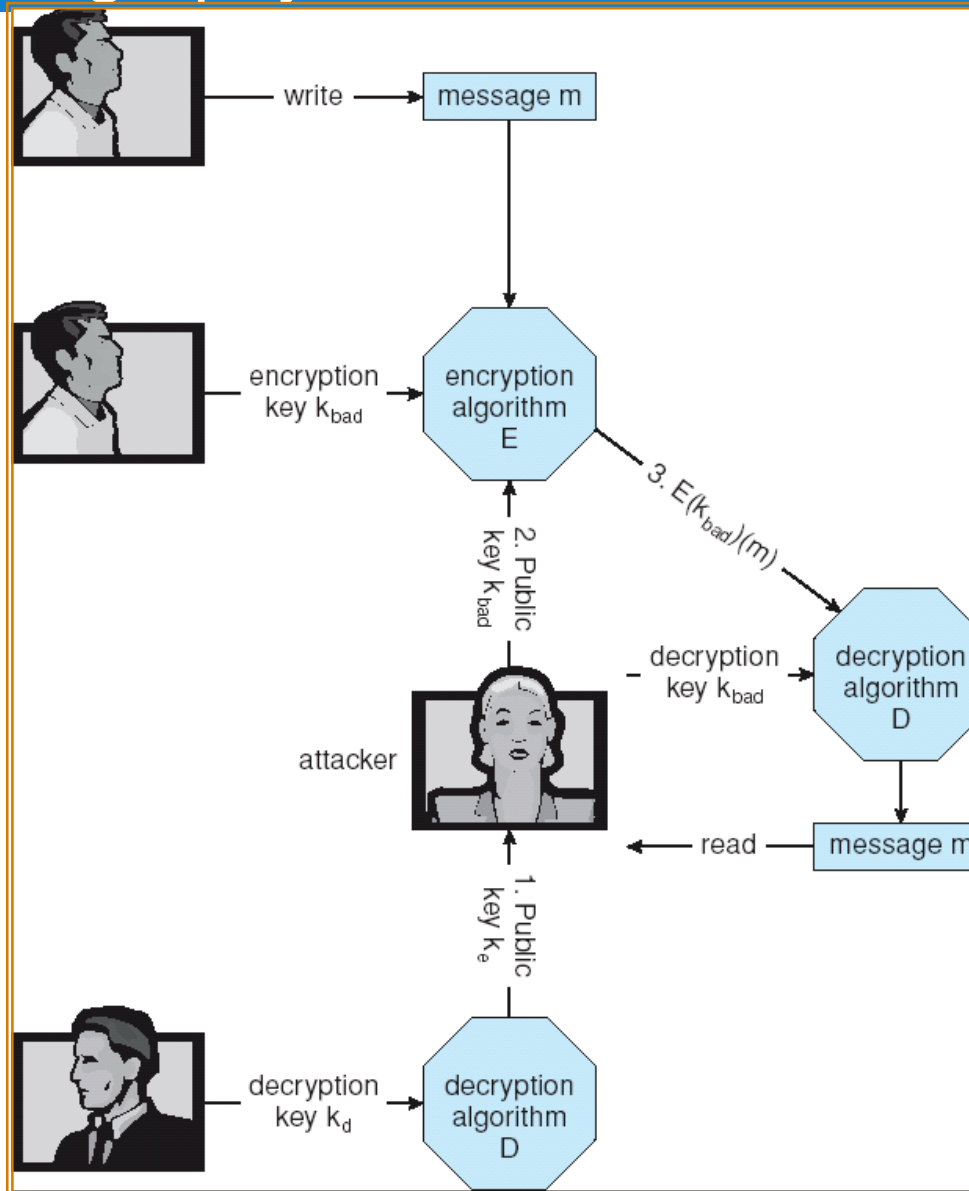 write
message m
encryption
key k_bad
encryption
algorithm
E
3. E(k_bad)(m)
2. Public
key k_bad
decryption
key k_bad
decryption
algorithm
D
attacker
read
message m
1. Public
key k_e
decryption
key k_d
decryption
algorithm
D